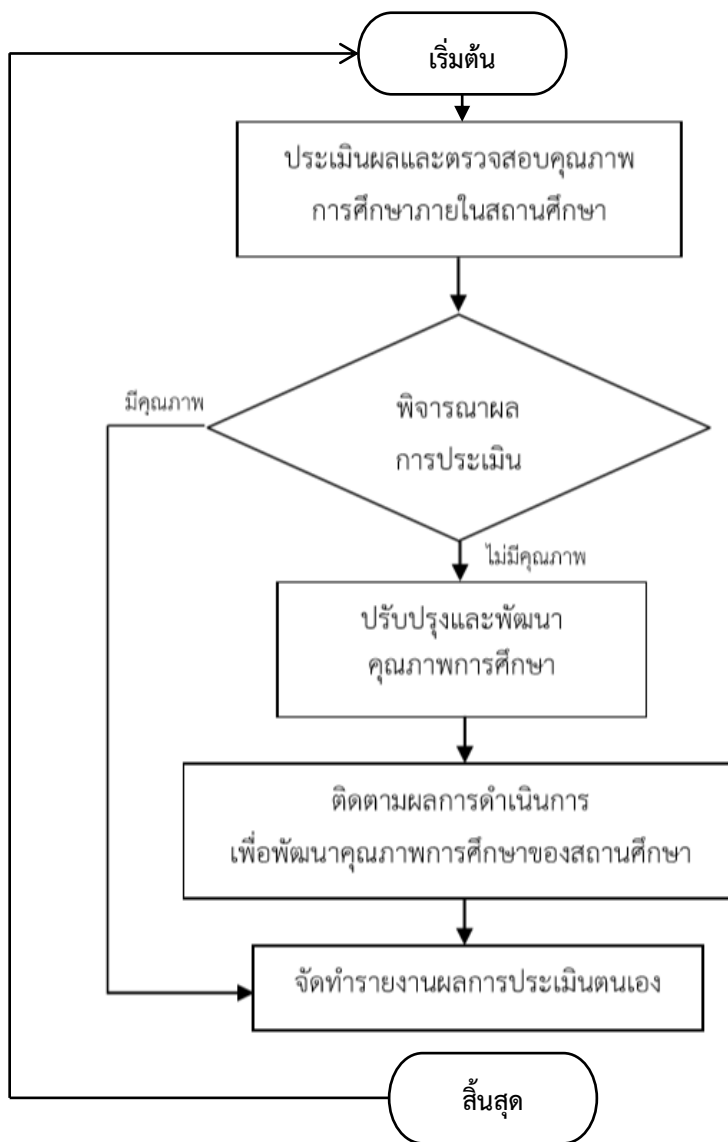 เริ่มต้น
ประเมินผลและตรวจสอบคุณภาพ
การศึกษาภายในสถานศึกษา
มีคุณภาพ
พิจารณาผล
การประเมิน
ไม่มีคุณภาพ
ปรับปรุงและพัฒนา
คุณภาพการศึกษา
ติดตามผลการดำเนินการ
เพื่อพัฒนาคุณภาพการศึกษาของสถานศึกษา
จัดทำรายงานผลการประเมินตนเอง
สิ้นสุด